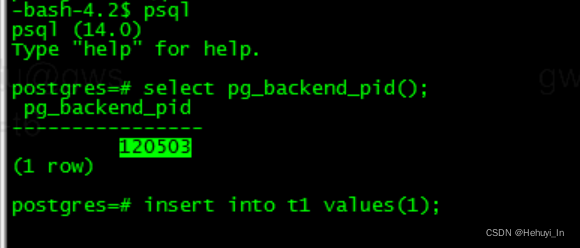 -bash-4.2$ psql
psql (14.0)
Type "help" for help.
postgres=# select pg_backend_pid();
pg_backend_pid
----------------
120503
(1 row)
postgres=# insert into t1 values(1);
CSDN @Hehuyi_In